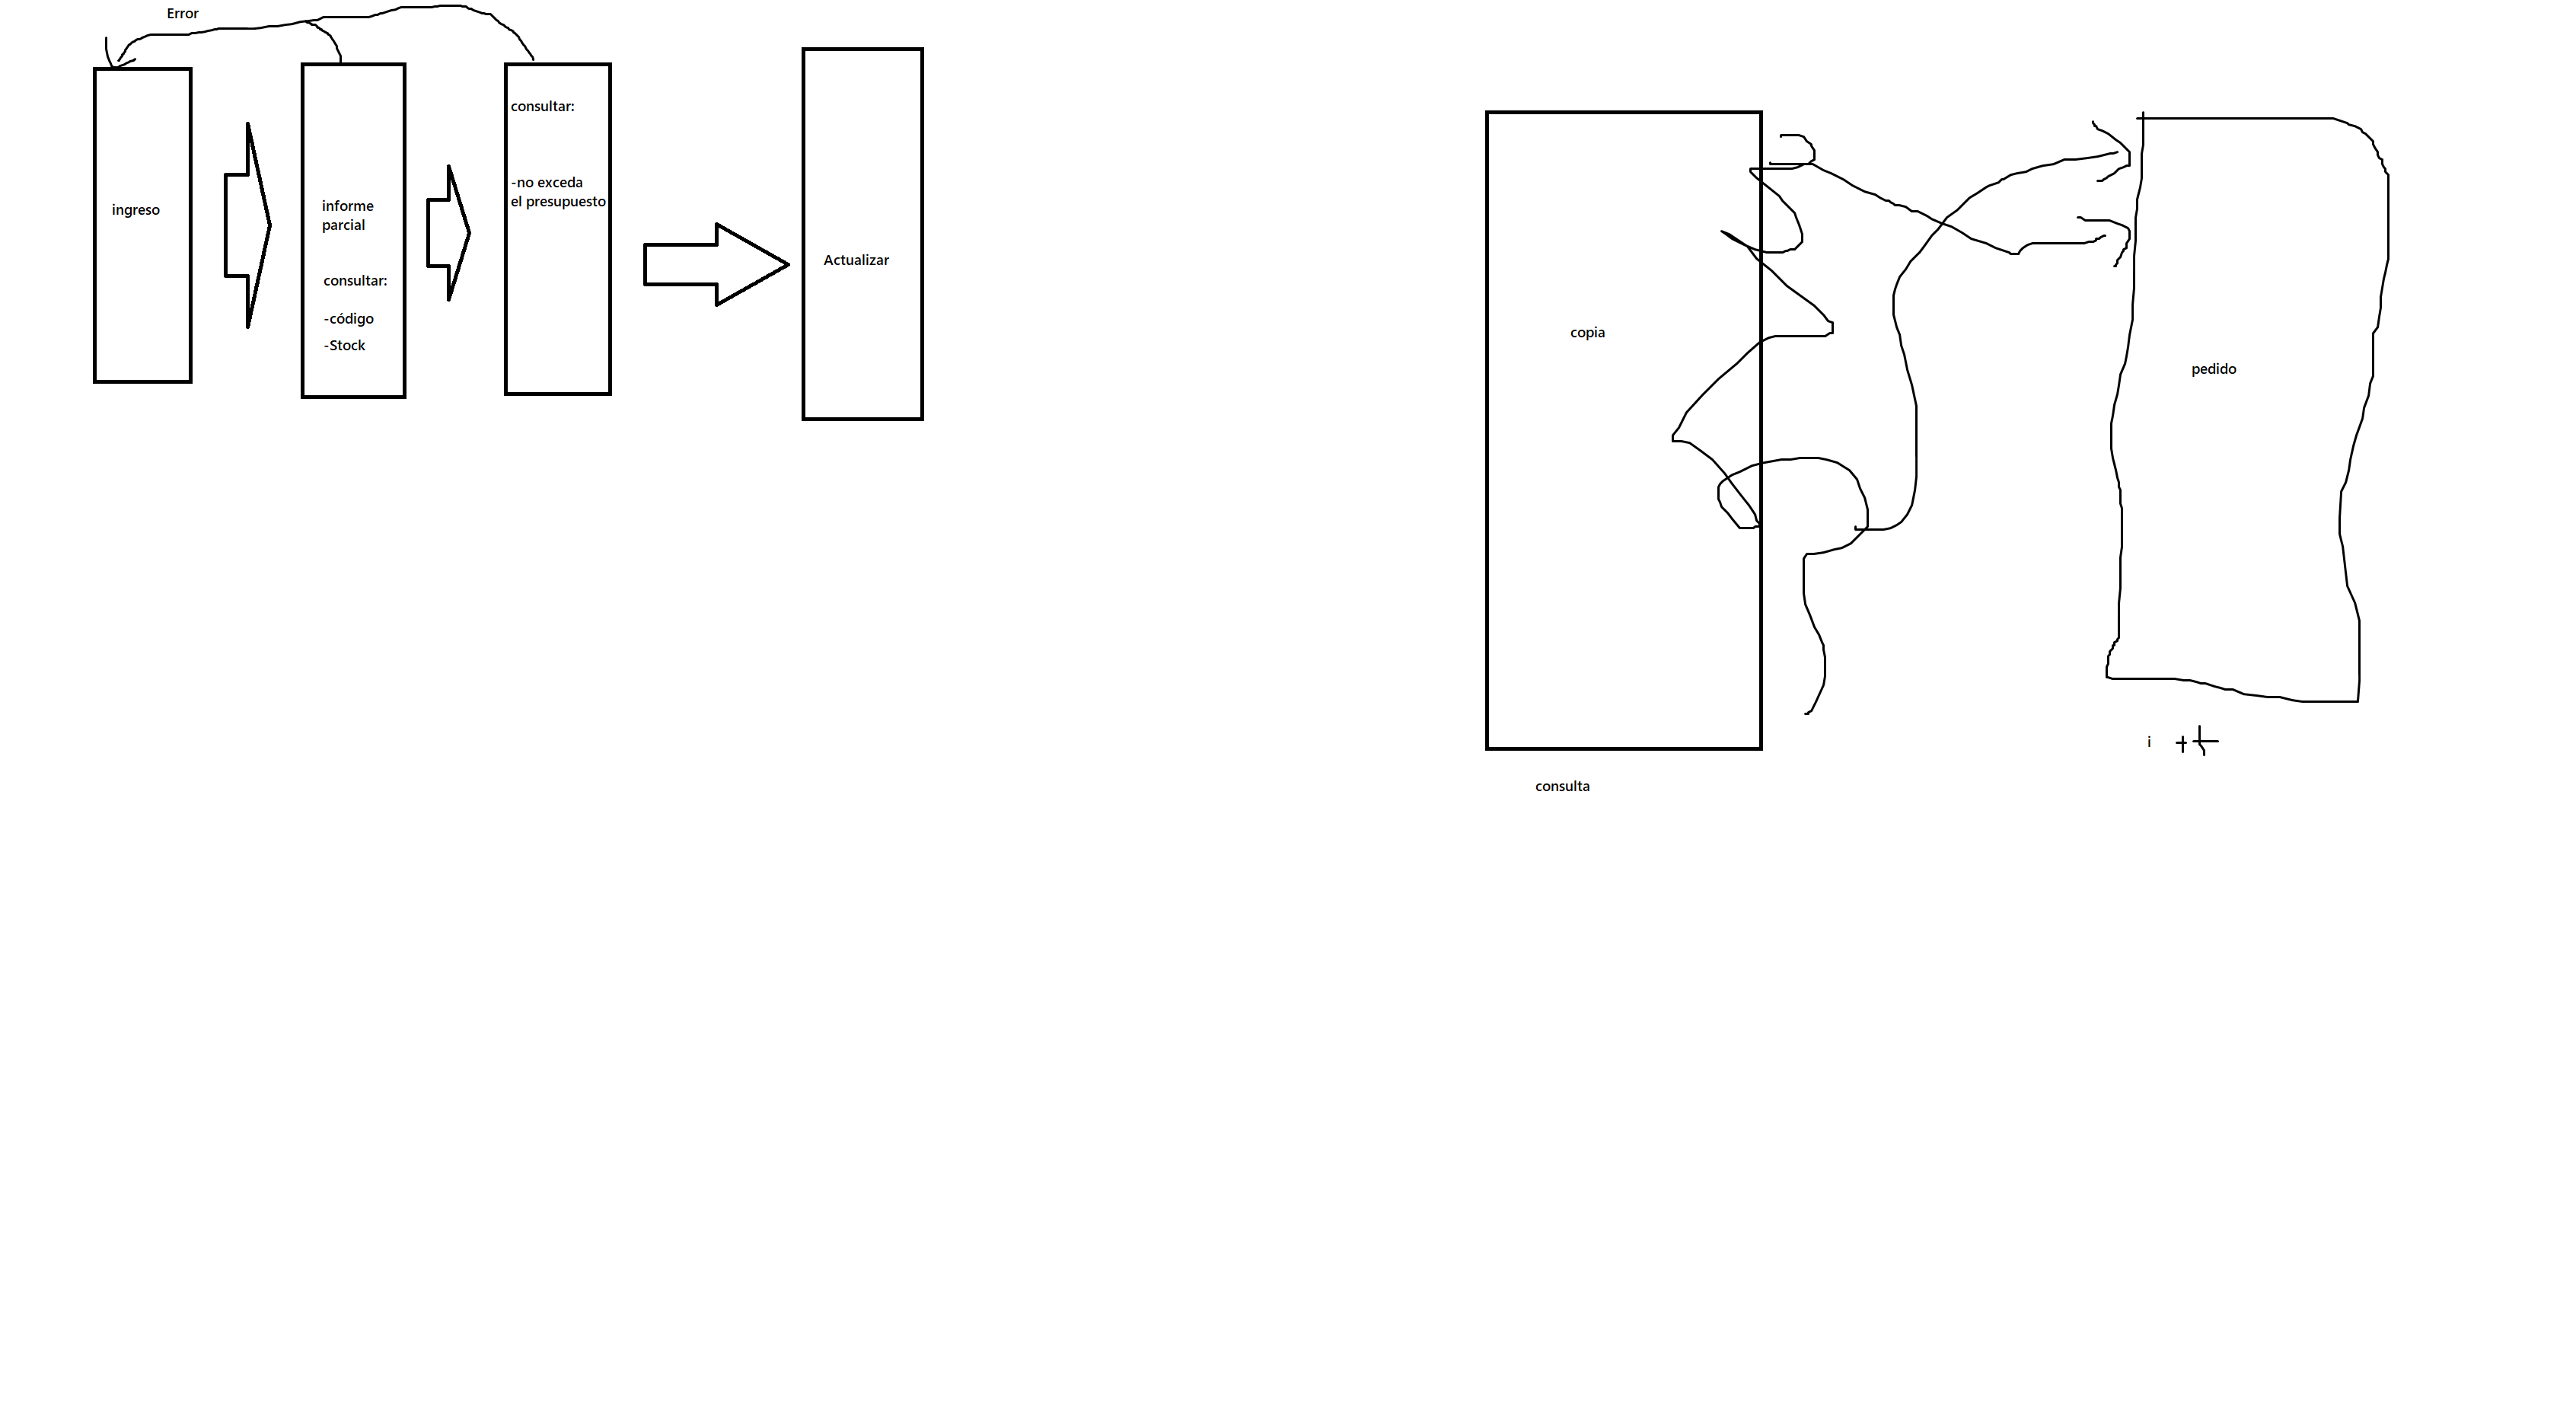 Error
ingreso
informe
parcial
consultar:
-código
-Stock
consultar:
-no exceda
el presupuesto
Actualizar
copia
consulta
pedido
i ++